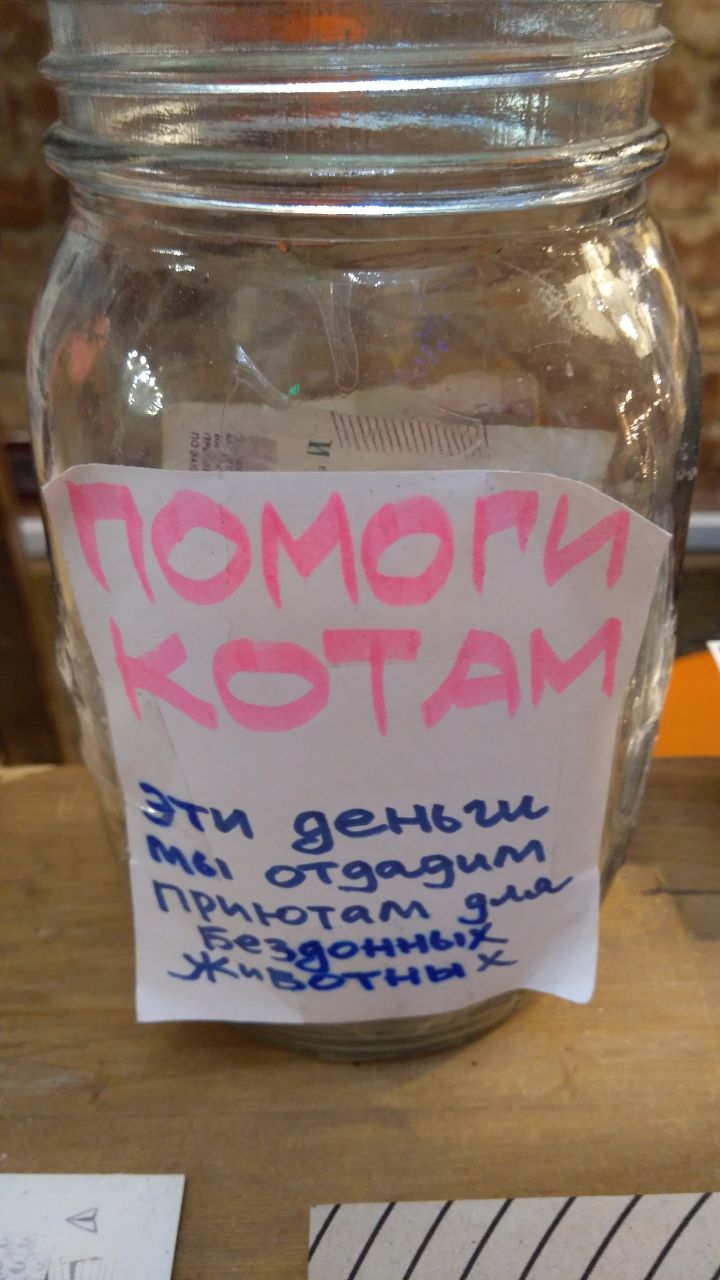 ПОМОГИ
КОТАМ
Эти деньги
мы отдадим
приютам для
Бездонных
Животных